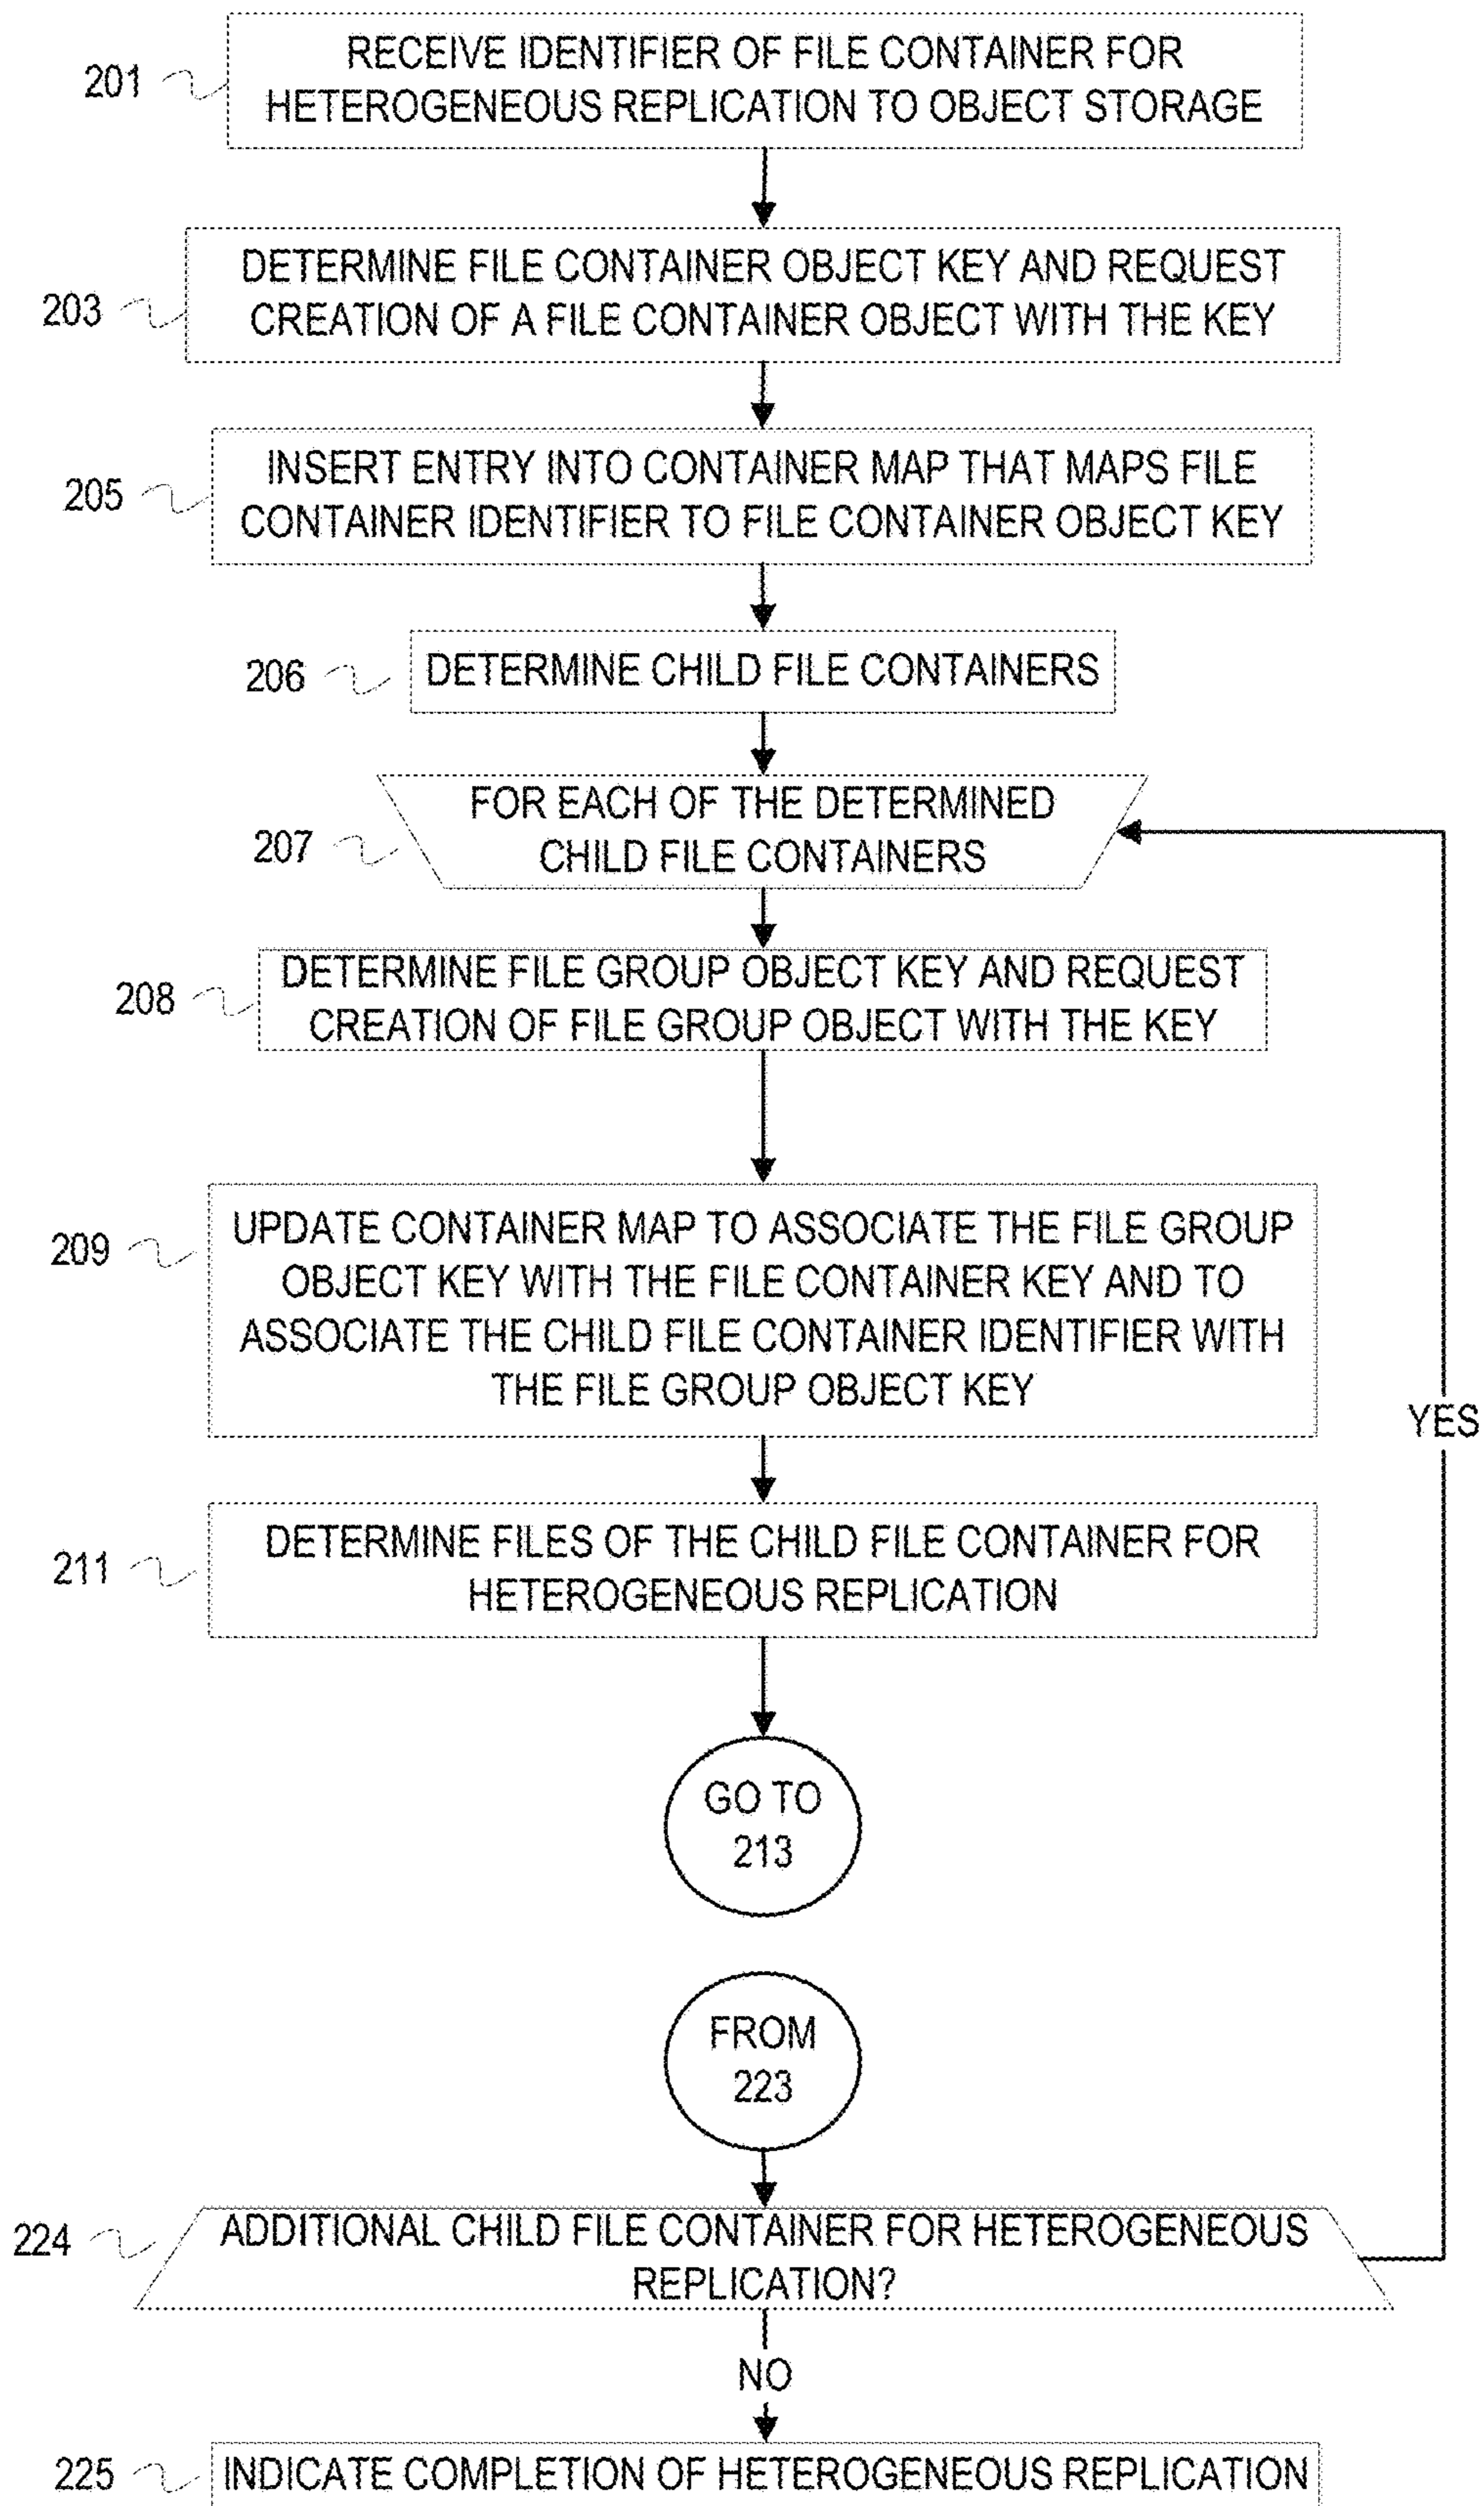 201
RECEIVE IDENTIFIER OF FILE CONTAINER FOR
HETEROGENEOUS REPLICATION TO OBJECT STORAGE
203
DETERMINE FILE CONTAINER OBJECT KEY AND REQUEST
CREATION OF A FILE CONTAINER OBJECT WITH THE KEY
205
INSERT ENTRY INTO CONTAINER MAP THAT MAPS FILE
CONTAINER IDENTIFIER TO FILE CONTAINER OBJECT KEY
206
DETERMINE CHILD FILE CONTAINERS
207
FOR EACH OF THE DETERMINED
CHILD FILE CONTAINERS
208
DETERMINE FILE GROUP OBJECT KEY AND REQUEST
CREATION OF FILE GROUP OBJECT WITH THE KEY
209
UPDATE CONTAINER MAP TO ASSOCIATE THE FILE GROUP
OBJECT KEY WITH THE FILE CONTAINER KEY AND TO
ASSOCIATE THE CHILD FILE CONTAINER IDENTIFIER WITH
THE FILE GROUP OBJECT KEY
YES
211
DETERMINE FILES OF THE CHILD FILE CONTAINER FOR
HETEROGENEOUS REPLICATION
GO TO
213
FROM
223
224
ADDITIONAL CHILD FILE CONTAINER FOR HETEROGENEOUS
REPLICATION?
NO
225
INDICATE COMPLETION OF HETEROGENEOUS REPLICATION